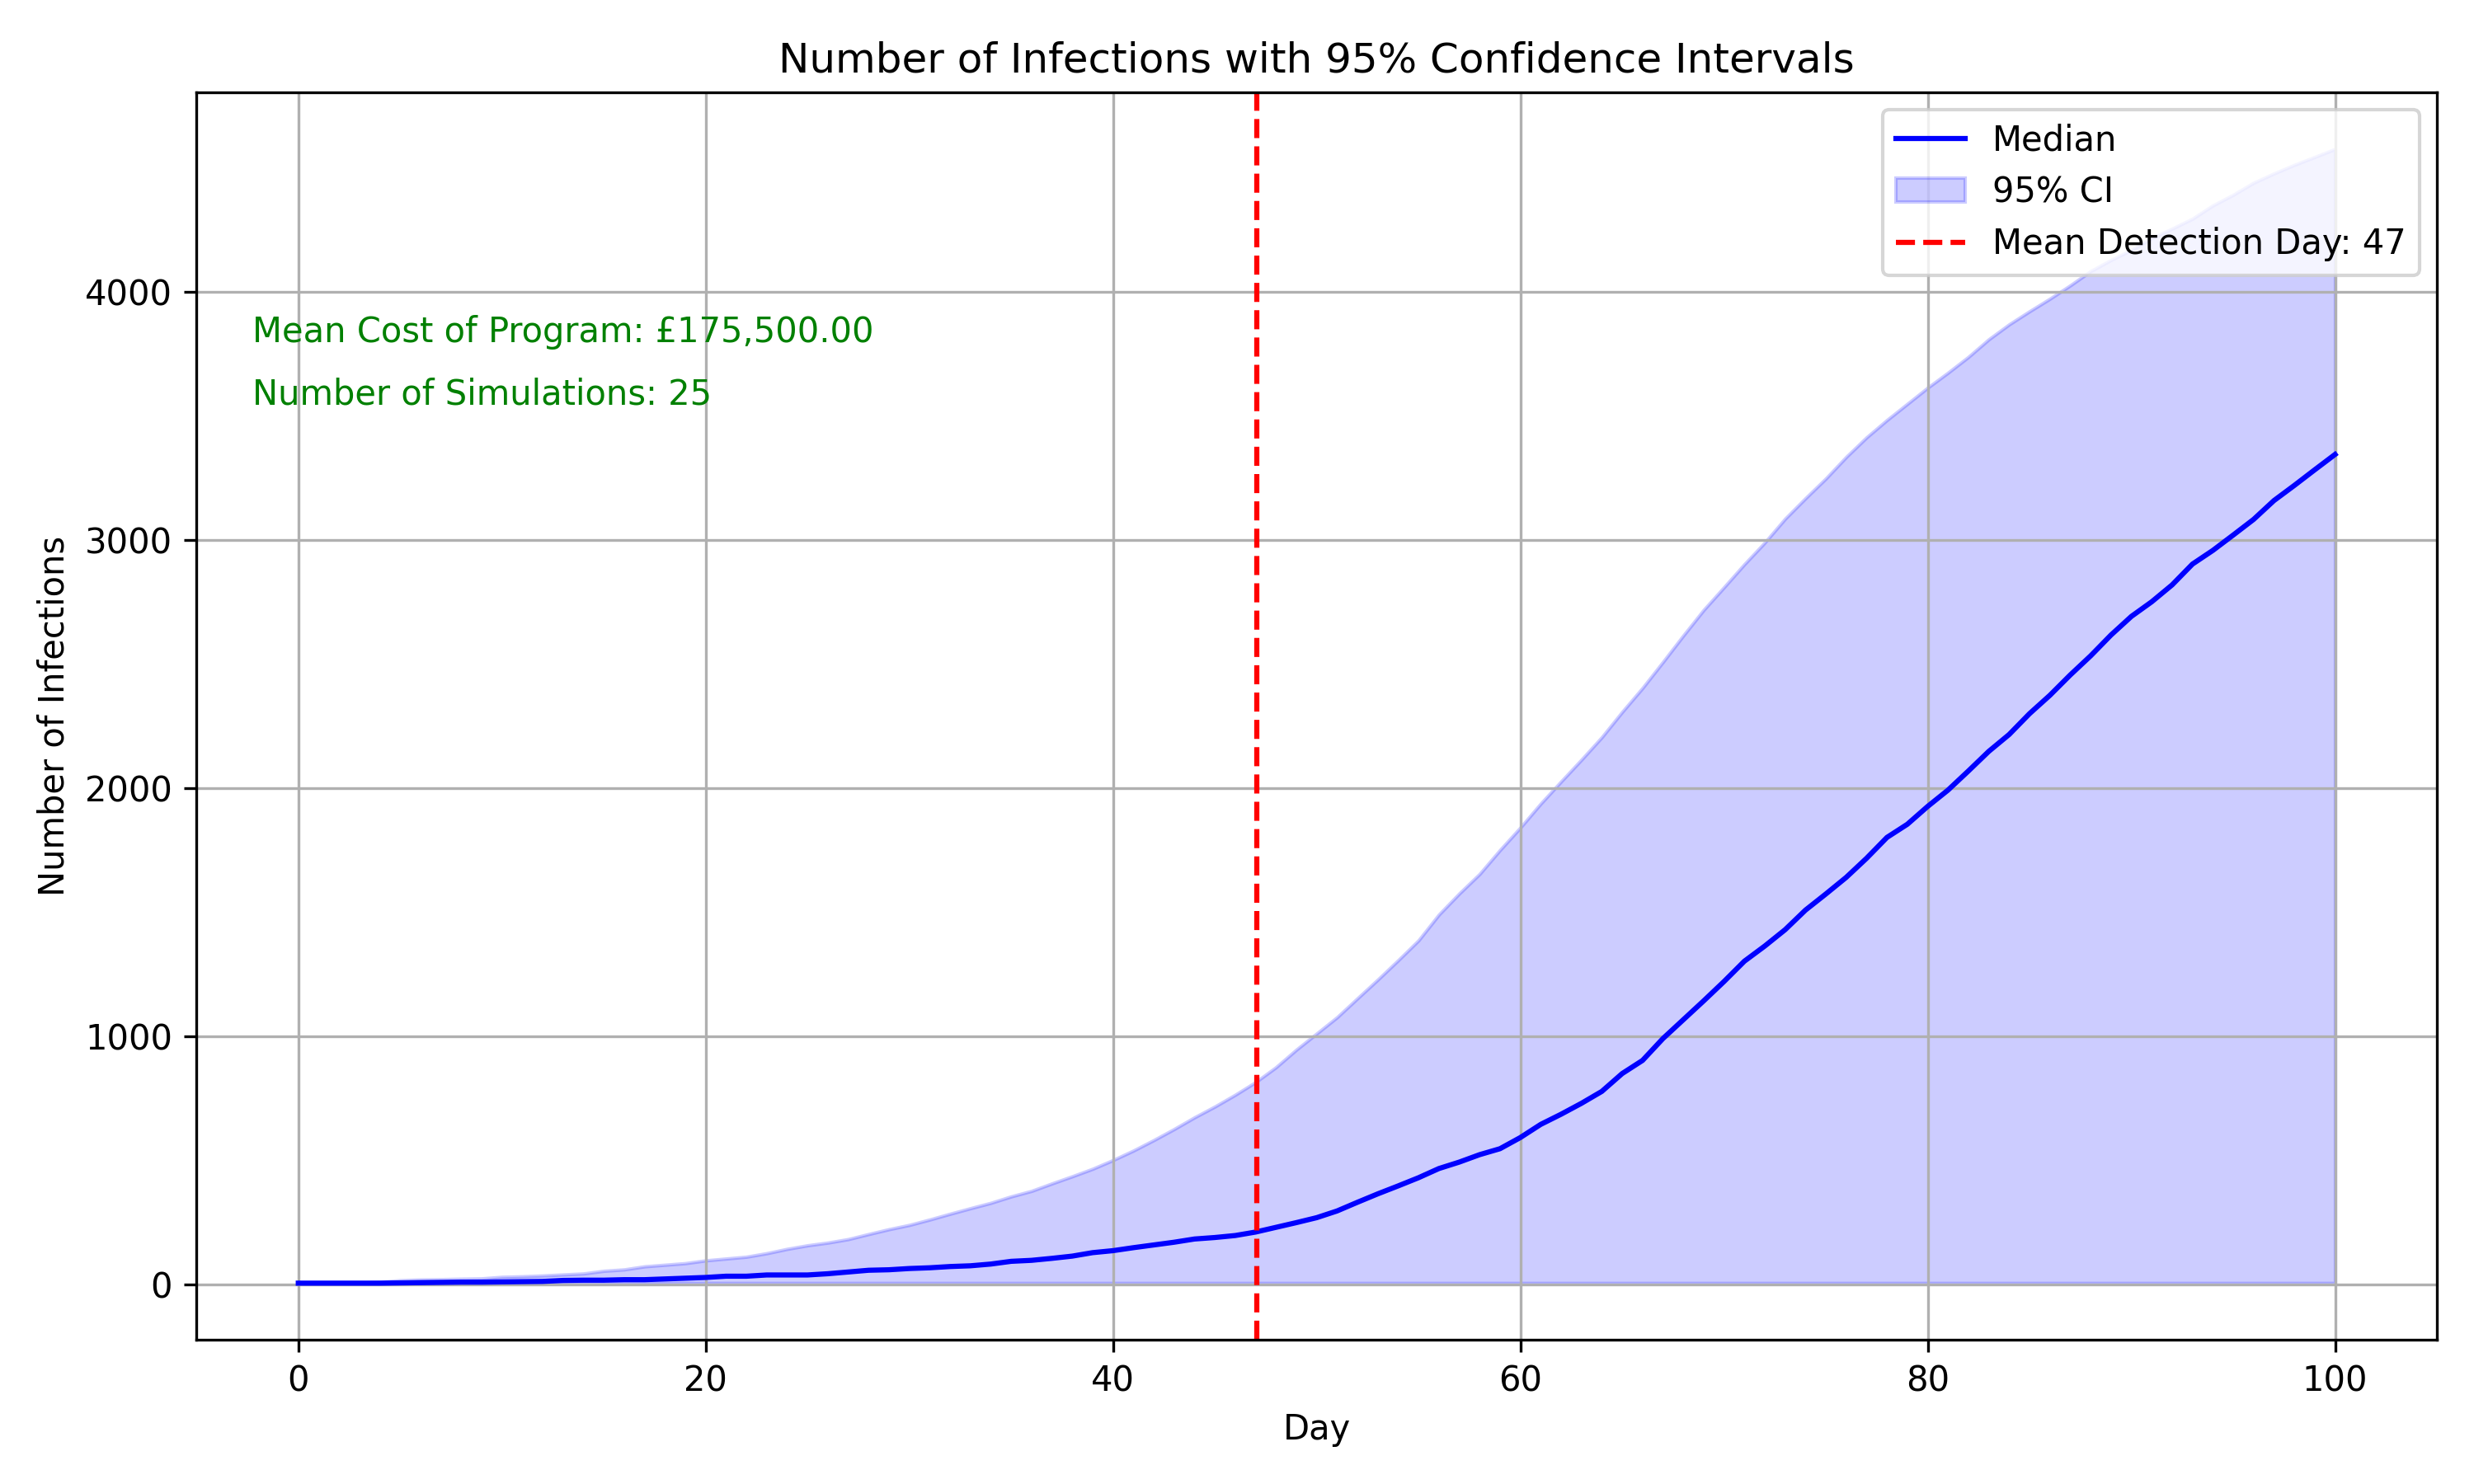 Number of Infections with 95% Confidence Intervals
Median
95% CI
Mean Detection Day: 47
Mean Cost of Program: £175,500.00
Number of Simulations: 25
Number of Infections
4000
3000
2000
1000
0
0 20 40 60 80 100
Day